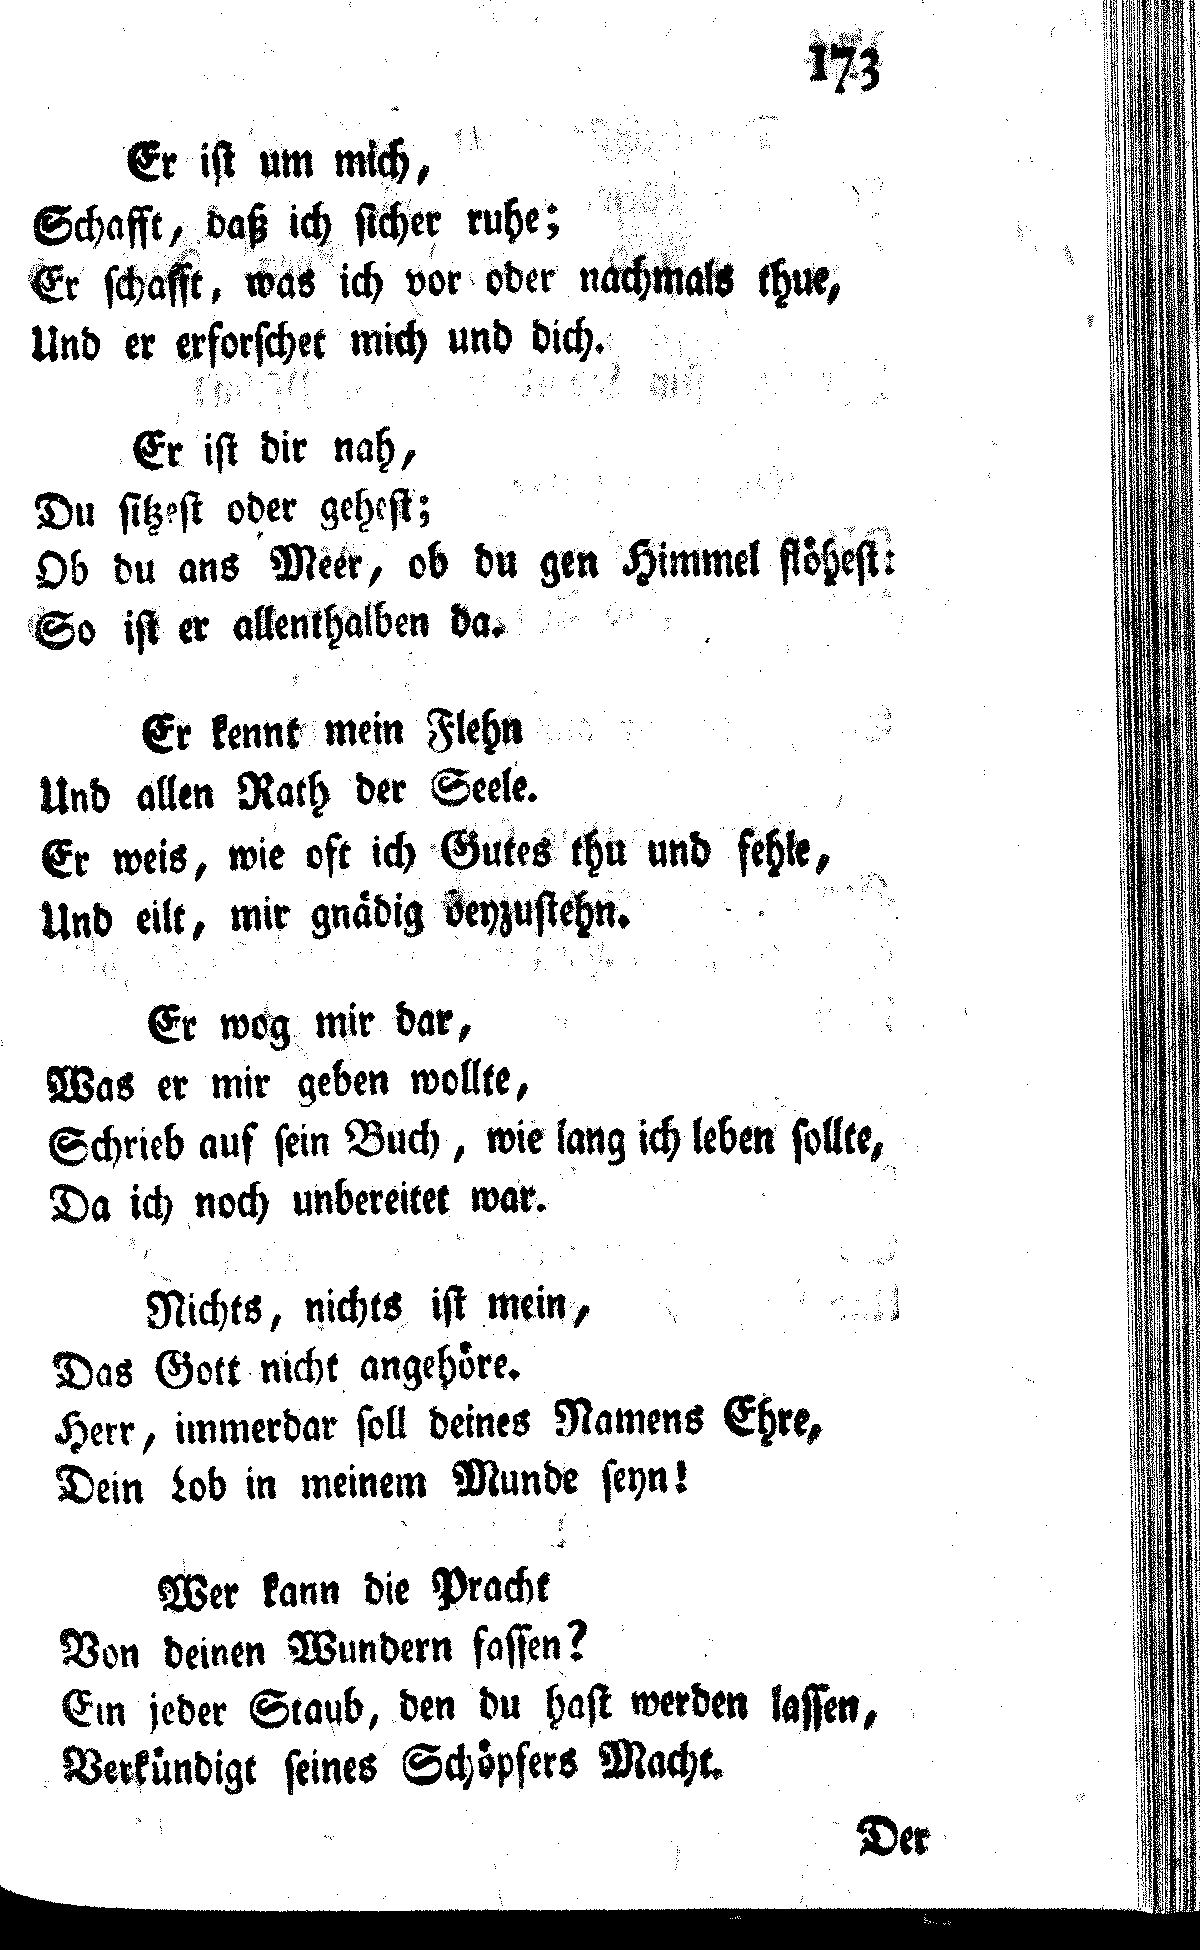 173
Er ist um mich,
Schafft, daß ich sicher ruhe;
Er schafft, was ich vor oder nachmals thue,
Und er erforschet mich und dich.
Er ist dir nah,
Du sitzest oder gehest;
Ob du ans Meer, ob du gen Himmel flöhest:
So ist er allenthalben da.
Er kennt mein Flehn
Und allen Rath der Seele.
Er weis, wie oft ich Gutes thu und fehle,
Und eilt, mir gnädig beyzustehn.
Er wog mir dar,
Was er mir geben wollte,
Schrieb auf sein Buch, wie lang ich leben sollte,
Da ich noch unbereitet war.
Nichts, nichts ist mein,
Das Gott nicht angehöre.
Herr, immerdar soll deines Namens Ehre,
Dein Lob in meinem Munde seyn!
Wer kann die Pracht
Von deinen Wundern fassen?
Ein jeder Staub, den du hast werden lassen,
Verkündigt seines Schöpfers Macht.
Der